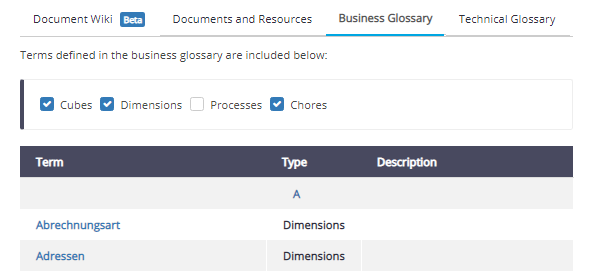 Document Wiki Beta Documents and Resources Business Glossary Technical Glossary
Terms defined in the business glossary are included below:
Cubes Dimensions Processes Chores
Term Type Description
A
Abrechnungsart Dimensions
Adressen Dimensions